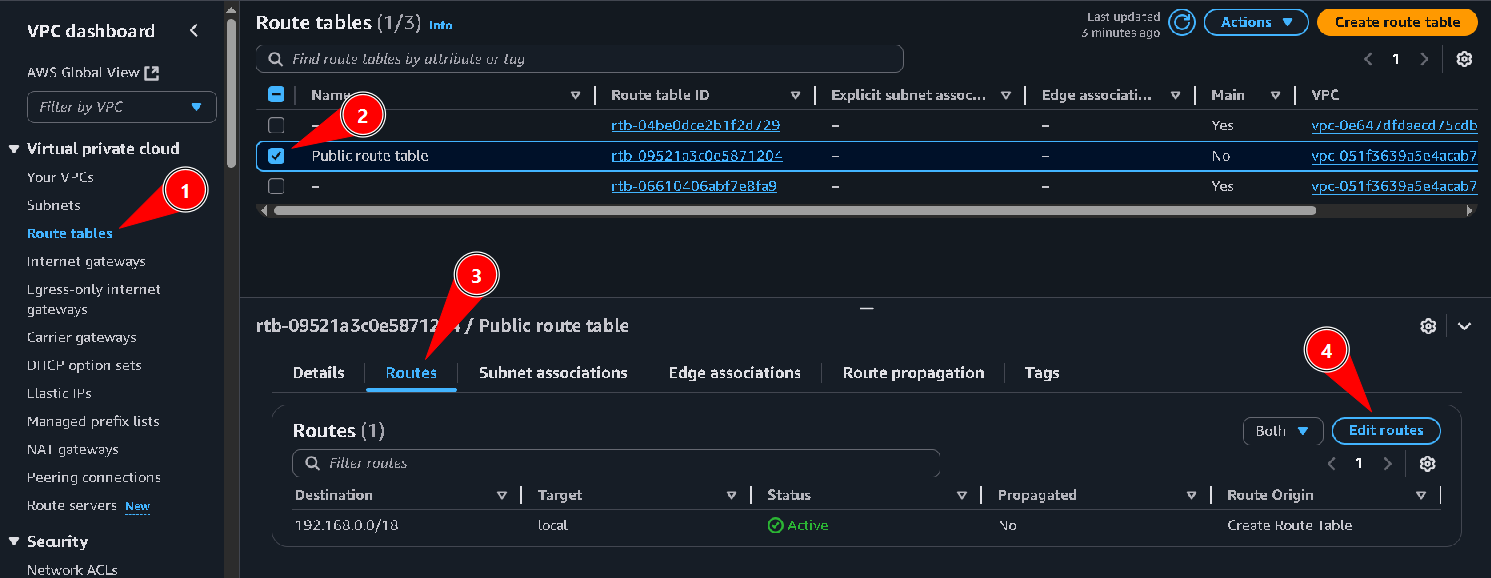 VPC dashboard
AWS Global View
Filter by VPC
Virtual private cloud
Your VPCs
Subnets
Route tables
Internet gateways
Egress-only internet
gateways
Carrier gateways
DHCP option sets
Elastic IPs
Managed prefix lists
NAT gateways
Peering connections
Route servers New
Security
Network ACLs
1
Route tables (1/3) Info
Last updated
3 minutes ago
Actions
Create route table
Find route tables by attribute or tag
1
Name Route table ID Explicit subnet assoc... Edge associati... Main VPC
– rtb-04be0dce2b1f2d729 – – Yes vpc-0e647dfdaecd75cdb
2
Public route table rtb-09521a3c0e5871204 – – No vpc-051f3639a5e4acab7
– rtb-06610406abf7e8fa9 – – Yes vpc-051f3639a5e4acab7
3
rtb-09521a3c0e5871204 / Public route table
Details Routes Subnet associations Edge associations Route propagation Tags
4
Routes (1)
Both
Edit routes
Filter routes
1
Destination Target Status Propagated Route Origin
192.168.0.0/18 local Active No Create Route Table